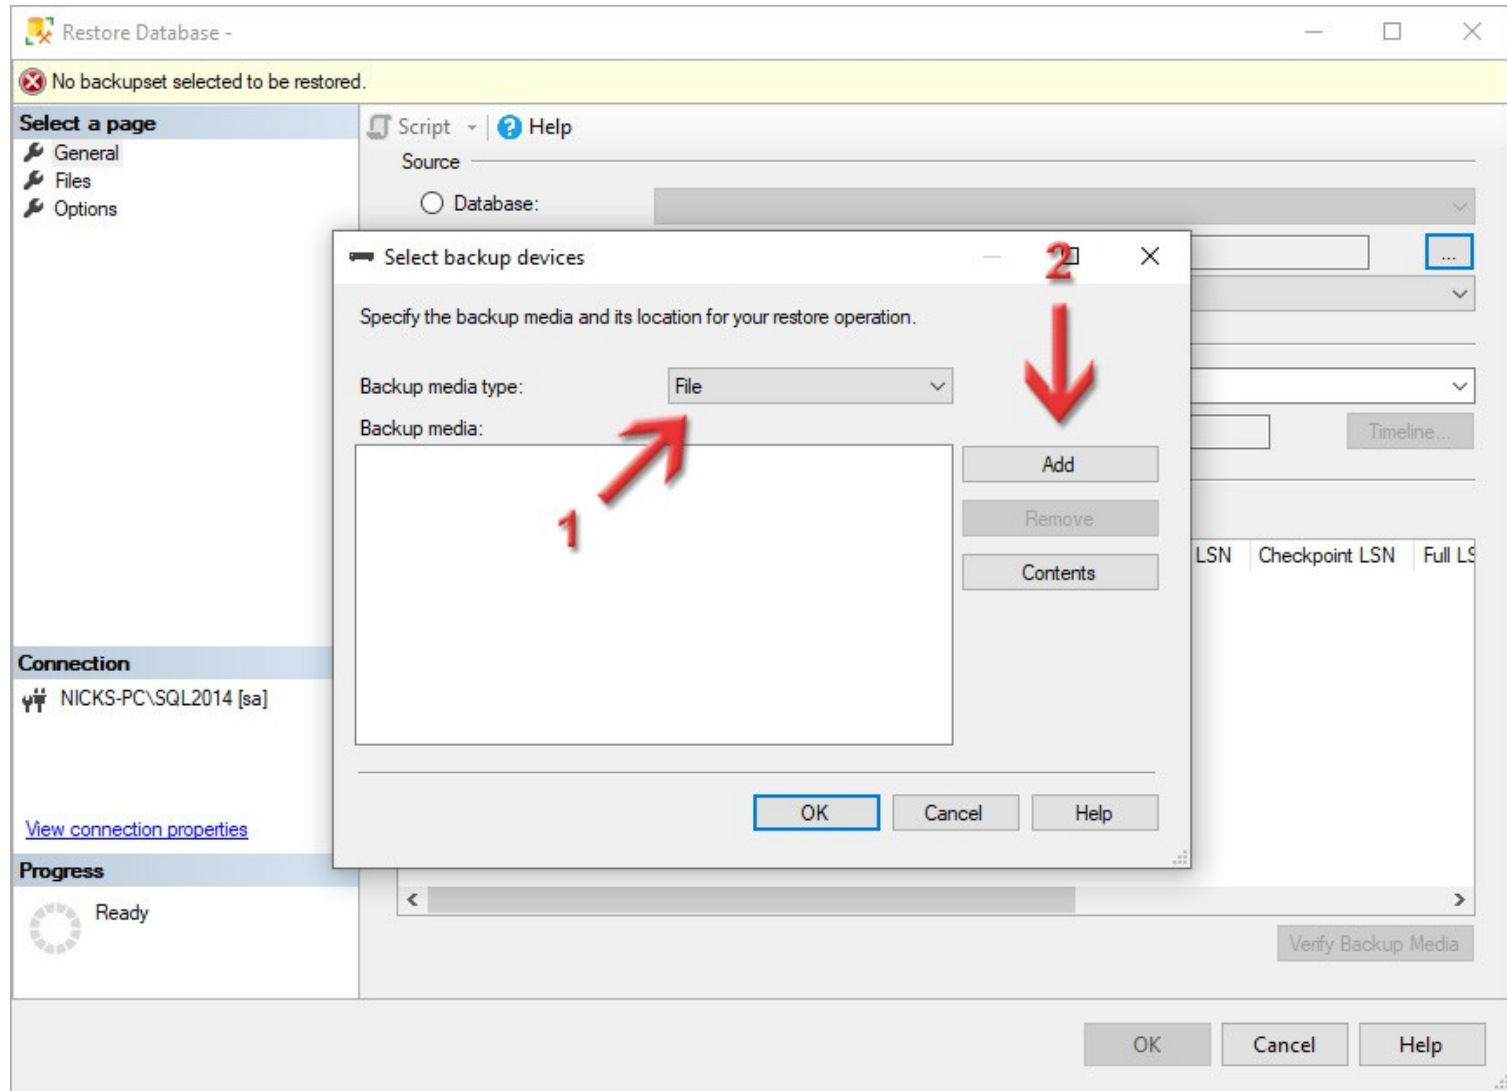 Restore Database -
No backupset selected to be restored.
Select a page
General
Files
Options
Script
Help
Source
Database:
...
Select backup devices
2
Specify the backup media and its location for your restore operation.
Backup media type:
File
Backup media:
1
Add
Remove
Contents
OK
Cancel
Help
Timeline...
LSN
Checkpoint LSN
Full LS
Connection
NICKS-PC\SQL2014 [sa]
View connection properties
Progress
Ready
Verify Backup Media
OK
Cancel
Help